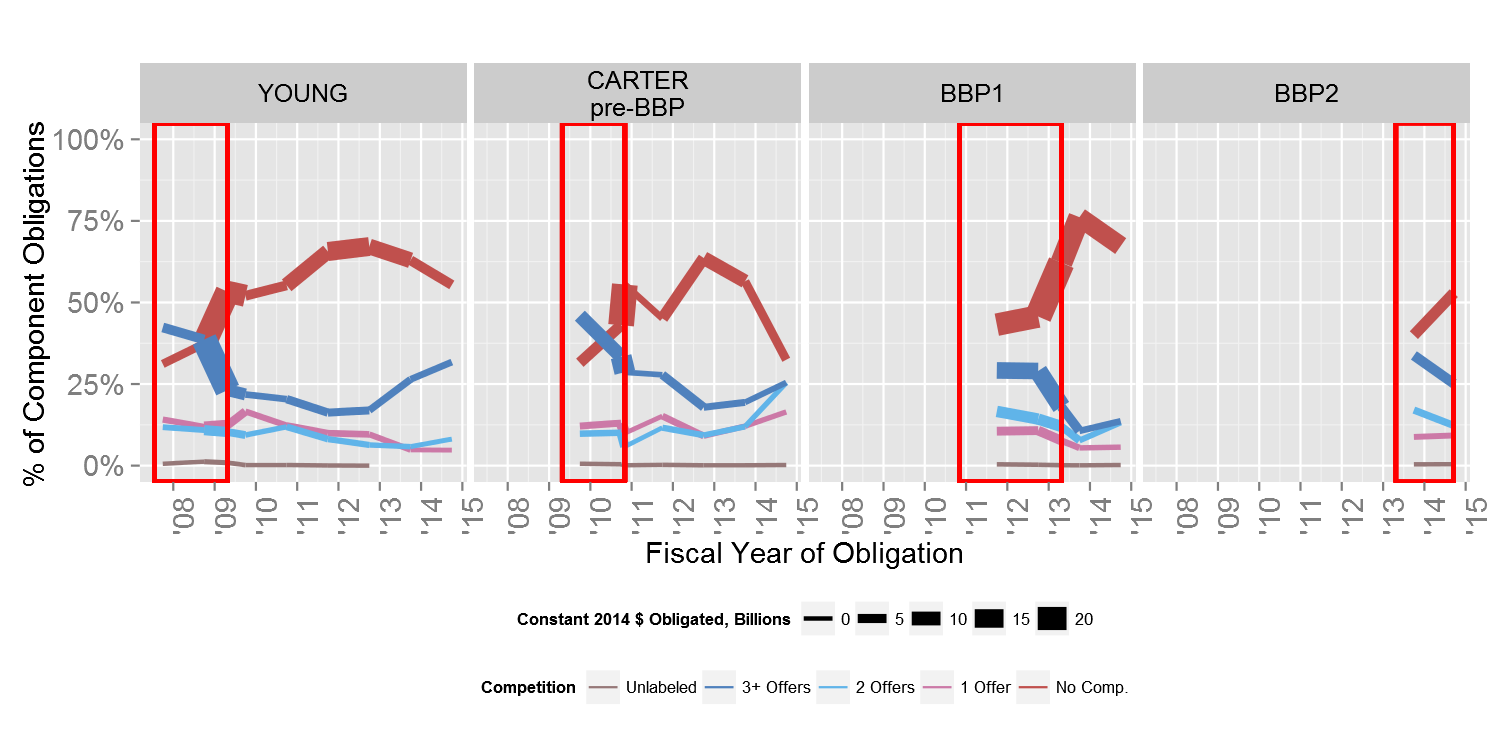 YOUNG
CARTER
pre-BBP
BBP1
BBP2
% of Component Obligations
100%
75%
50%
25%
0%
'08 '09 '10 '11 '12 '13 '14 '15
'08 '09 '10 '11 '12 '13 '14 '15
'08 '09 '10 '11 '12 '13 '14 '15
'08 '09 '10 '11 '12 '13 '14 '15
Fiscal Year of Obligation
Constant 2014 $ Obligated, Billions 0 5 10 15 20
Competition Unlabeled 3+ Offers 2 Offers 1 Offer No Comp.